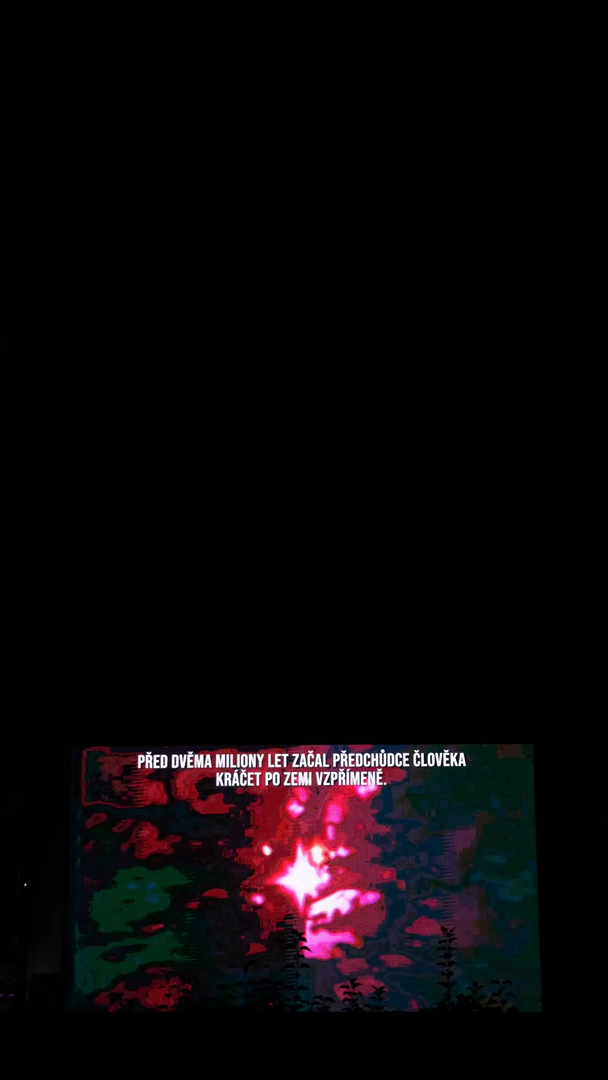 PŘED DVĚMA MILIONY LET ZAČAL PŘEDCHŮDCE ČLOVĚKA
KRÁČET PO ZEMI VZPŘÍMENĚ.